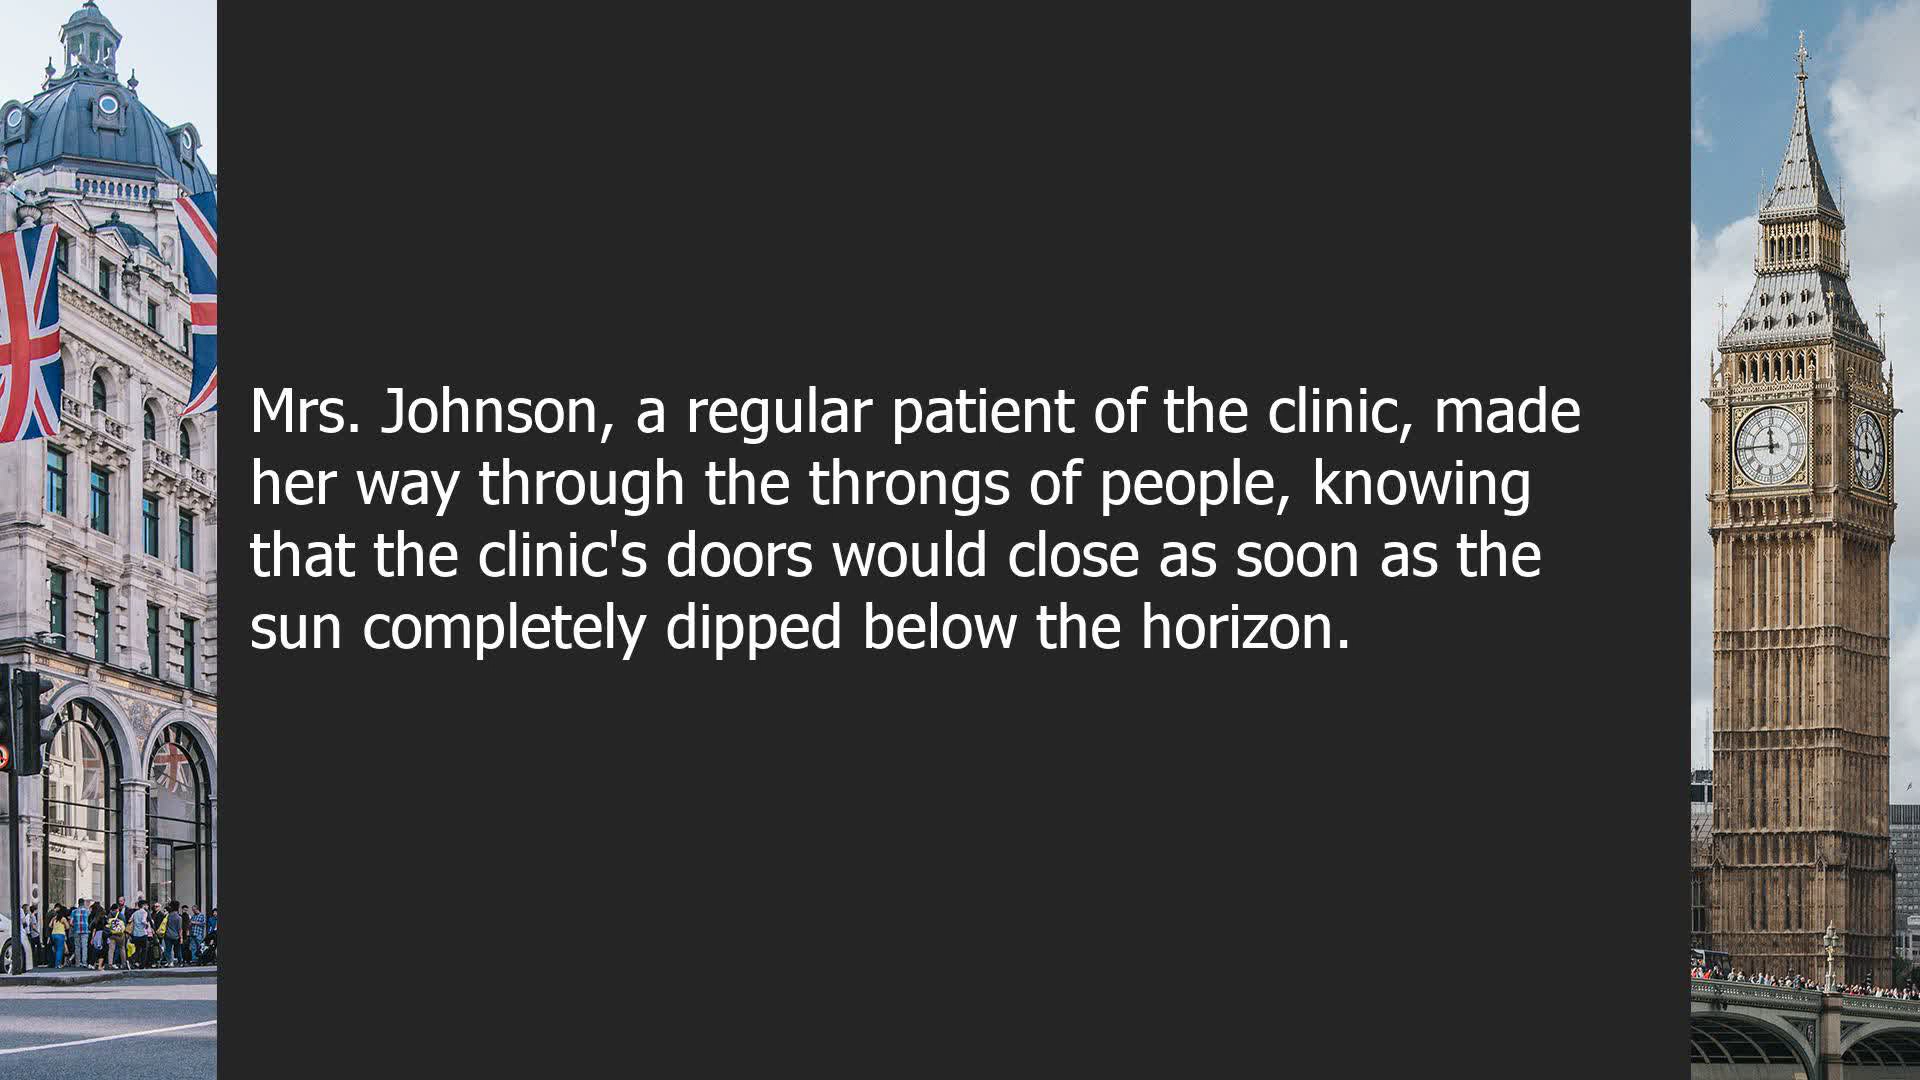 Mrs. Johnson, a regular patient of the clinic, made
her way through the throngs of people, knowing
that the clinic's doors would close as soon as the
sun completely dipped below the horizon.